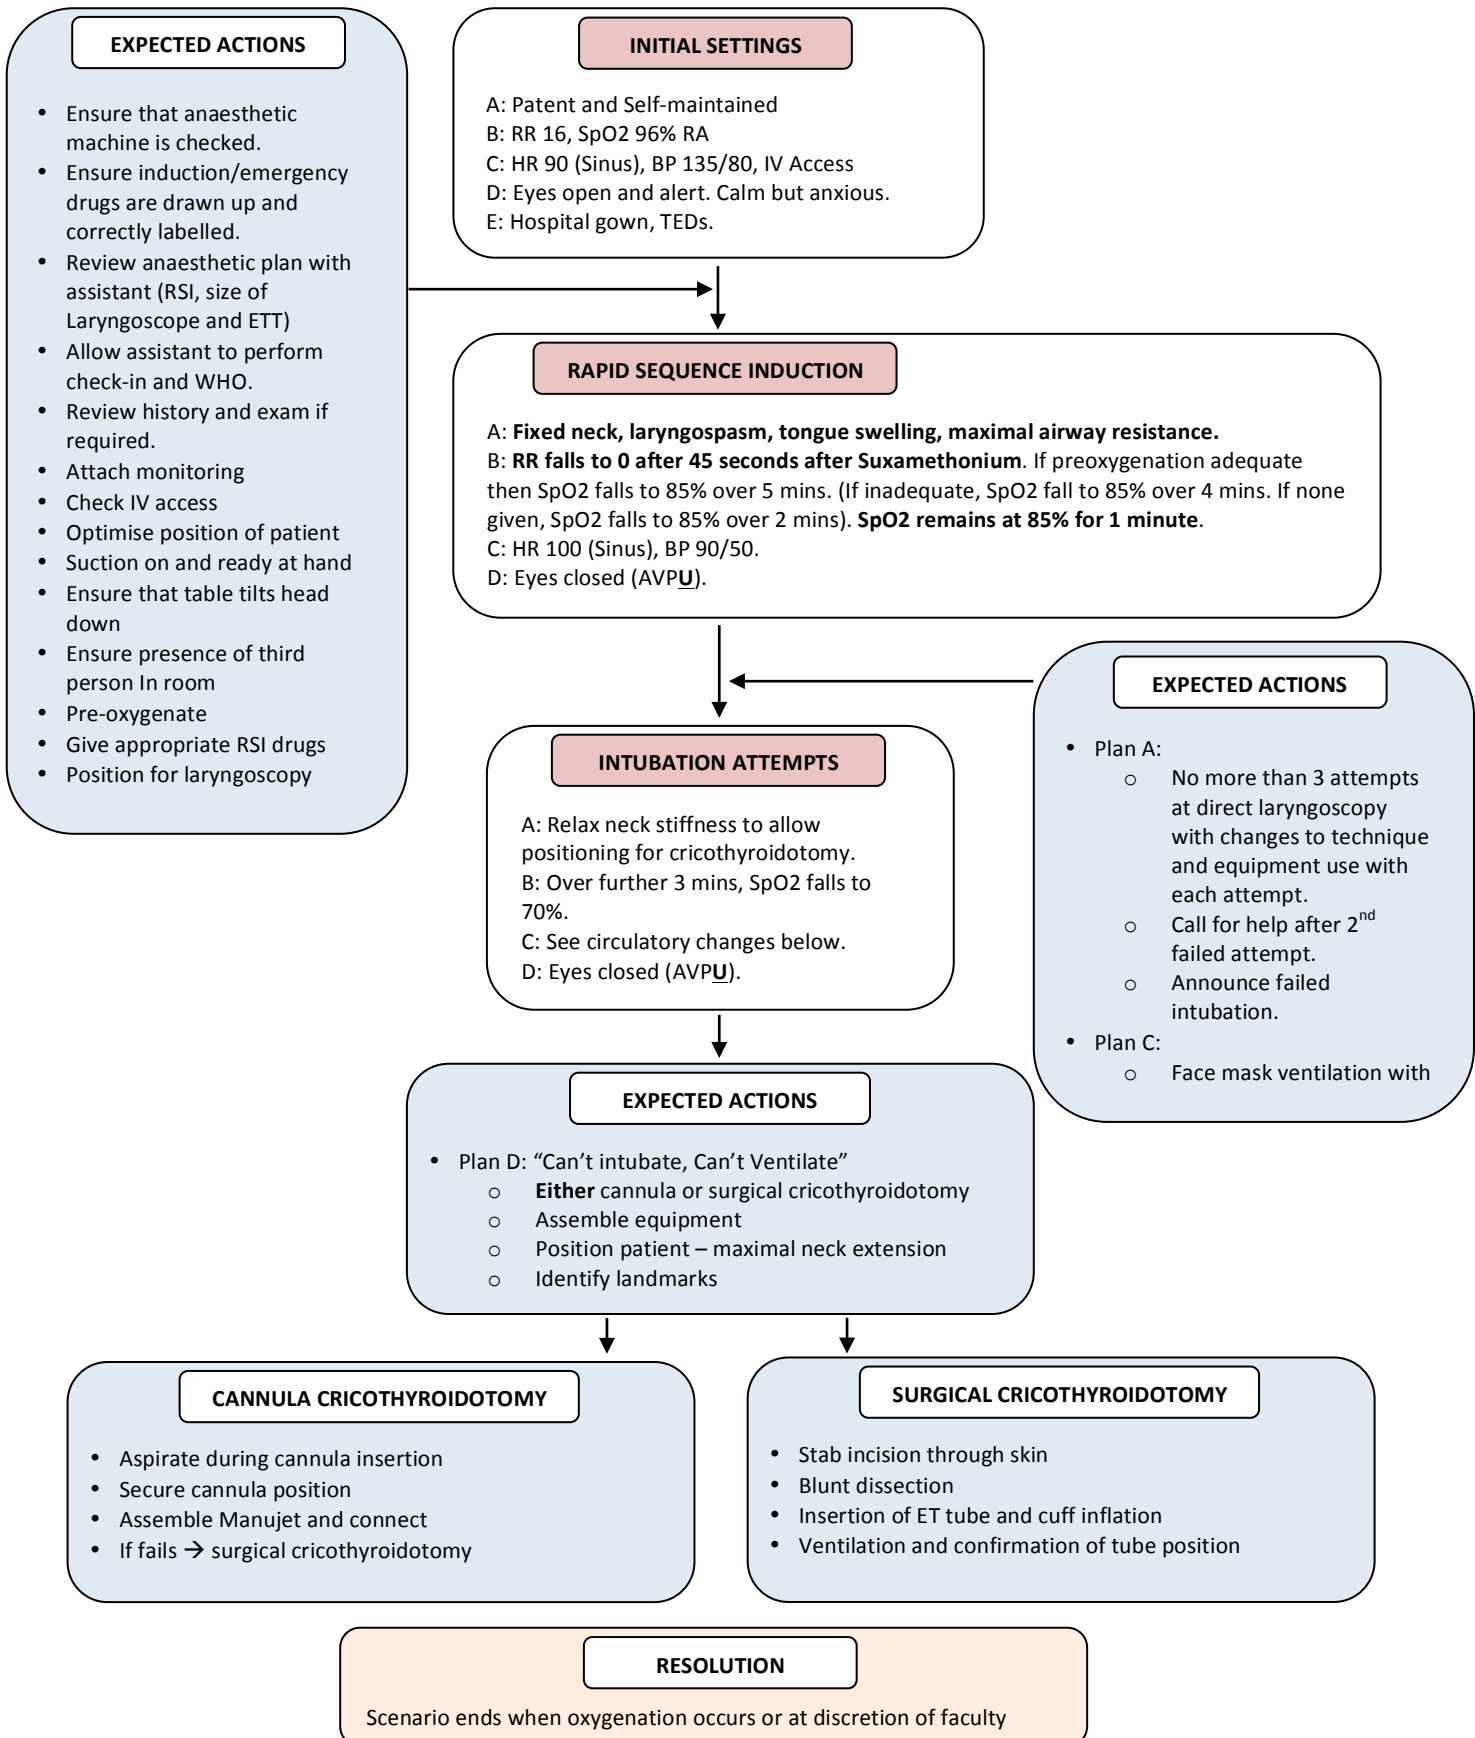 EXPECTED ACTIONS
• Ensure that anaesthetic
machine is checked.
• Ensure induction/emergency
drugs are drawn up and
correctly labelled.
• Review anaesthetic plan with
assistant (RSI, size of
Laryngoscope and ETT)
• Allow assistant to perform
check-in and WHO.
• Review history and exam if
required.
• Attach monitoring
• Check IV access
• Optimise position of patient
• Suction on and ready at hand
• Ensure that table tilts head
down
• Ensure presence of third
person In room
• Pre-oxygenate
• Give appropriate RSI drugs
• Position for laryngoscopy
INITIAL SETTINGS
A: Patent and Self-maintained
B: RR 16, SpO2 96% RA
C: HR 90 (Sinus), BP 135/80, IV Access
D: Eyes open and alert. Calm but anxious.
E: Hospital gown, TEDs.
RAPID SEQUENCE INDUCTION
A: Fixed neck, laryngospasm, tongue swelling, maximal airway resistance.
B: RR falls to 0 after 45 seconds after Suxamethonium. If preoxygenation adequate
then SpO2 falls to 85% over 5 mins. (If inadequate, SpO2 fall to 85% over 4 mins. If none
given, SpO2 falls to 85% over 2 mins). SpO2 remains at 85% for 1 minute.
C: HR 100 (Sinus), BP 90/50.
D: Eyes closed (AVPU).
EXPECTED ACTIONS
• Plan A:
o No more than 3 attempts
at direct laryngoscopy
with changes to technique
and equipment use with
each attempt.
o Call for help after 2nd
failed attempt.
o Announce failed
intubation.
• Plan C:
o Face mask ventilation with
INTUBATION ATTEMPTS
A: Relax neck stiffness to allow
positioning for cricothyroidotomy.
B: Over further 3 mins, SpO2 falls to
70%.
C: See circulatory changes below.
D: Eyes closed (AVPU).
EXPECTED ACTIONS
• Plan D: “Can’t intubate, Can’t Ventilate”
o Either cannula or surgical cricothyroidotomy
o Assemble equipment
o Position patient – maximal neck extension
o Identify landmarks
CANNULA CRICOTHYROIDOTOMY
• Aspirate during cannula insertion
• Secure cannula position
• Assemble Manujet and connect
• If fails → surgical cricothyroidotomy
SURGICAL CRICOTHYROIDOTOMY
• Stab incision through skin
• Blunt dissection
• Insertion of ET tube and cuff inflation
• Ventilation and confirmation of tube position
RESOLUTION
Scenario ends when oxygenation occurs or at discretion of faculty